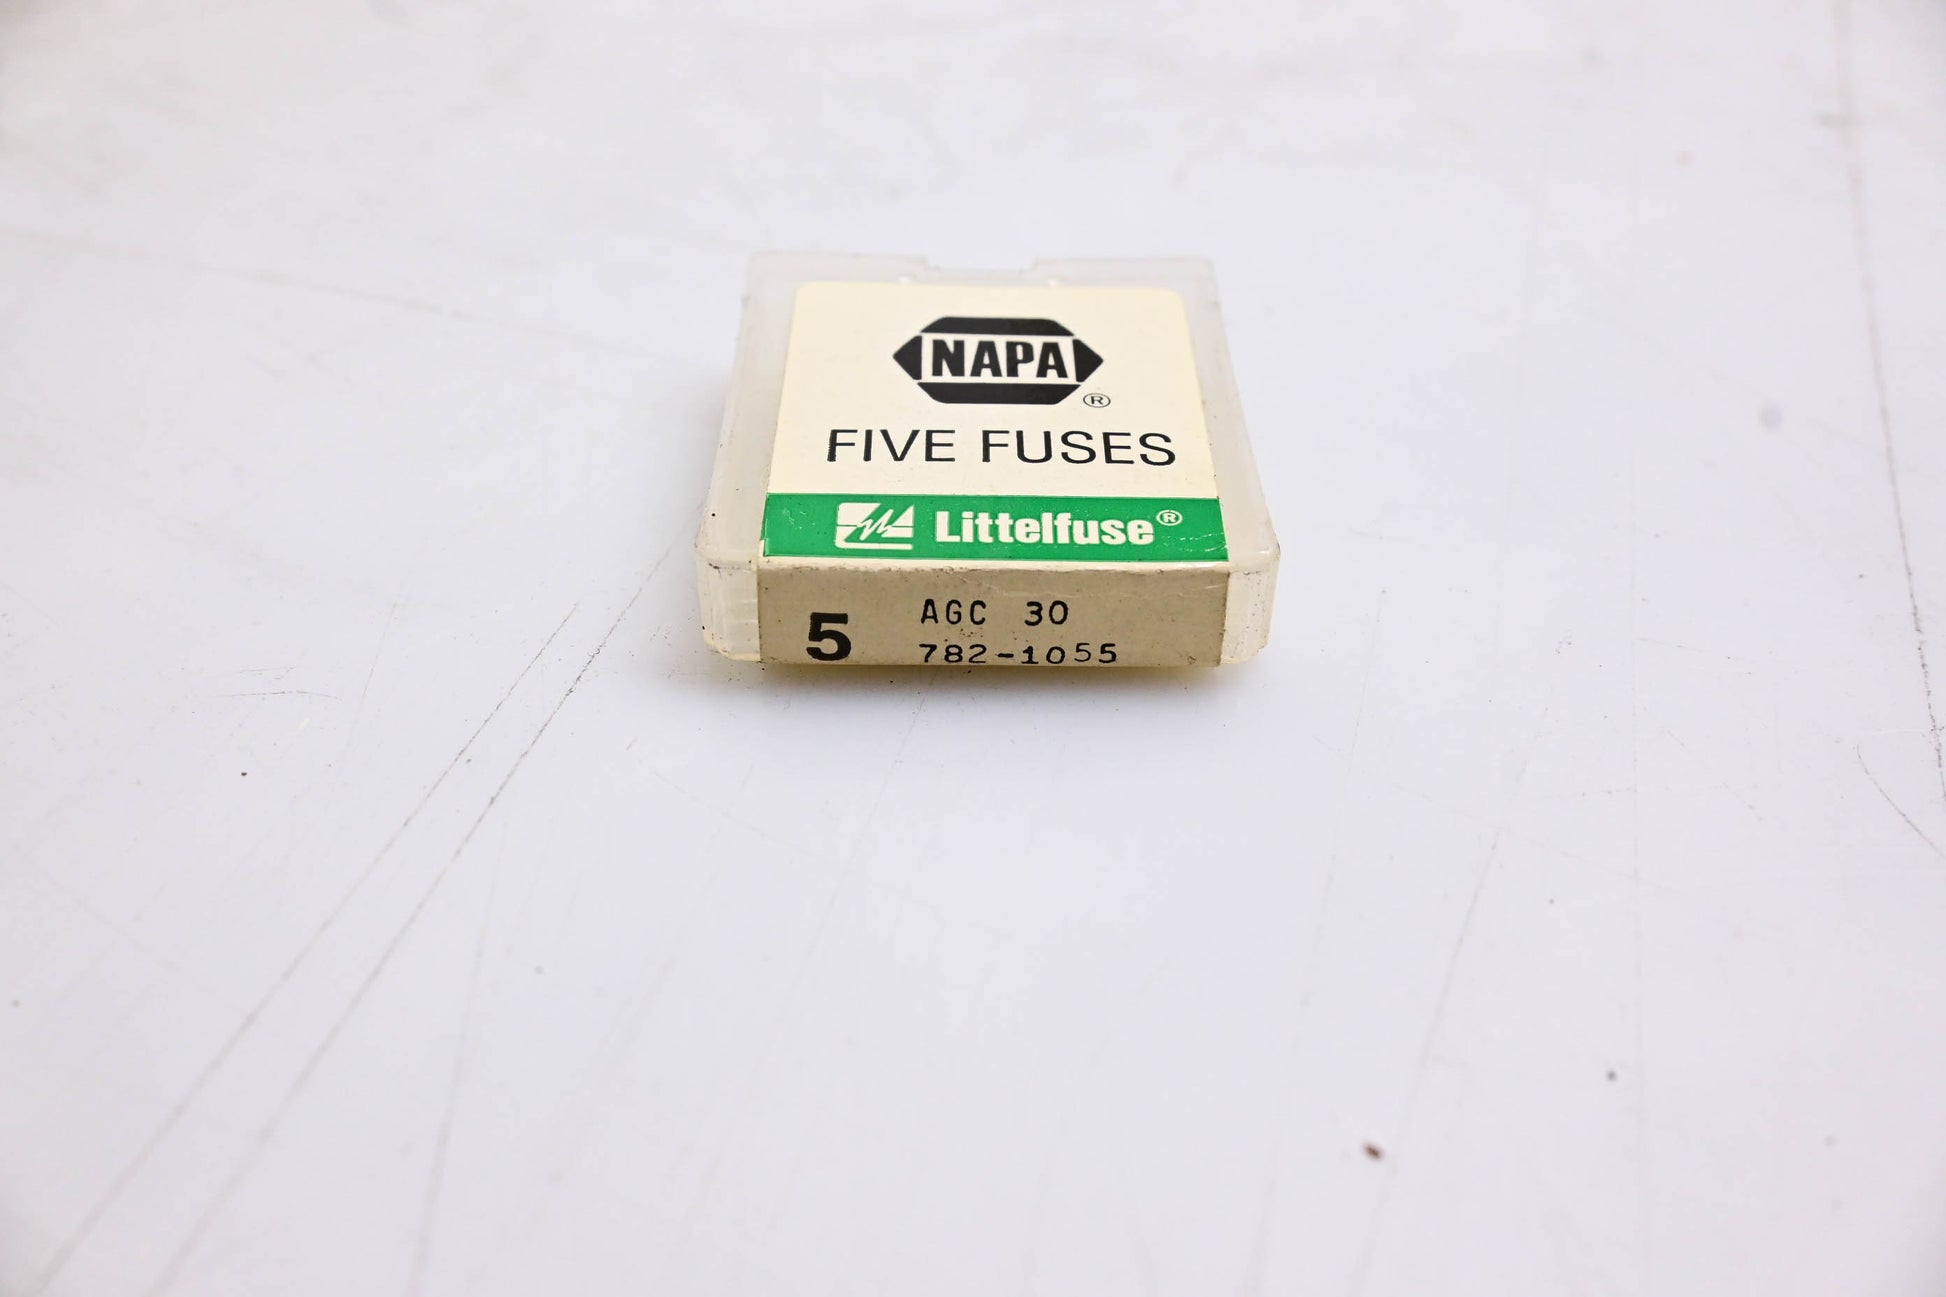 NAPA ®
FIVE FUSES
Littelfuse®
5 AGC 30
782-1055